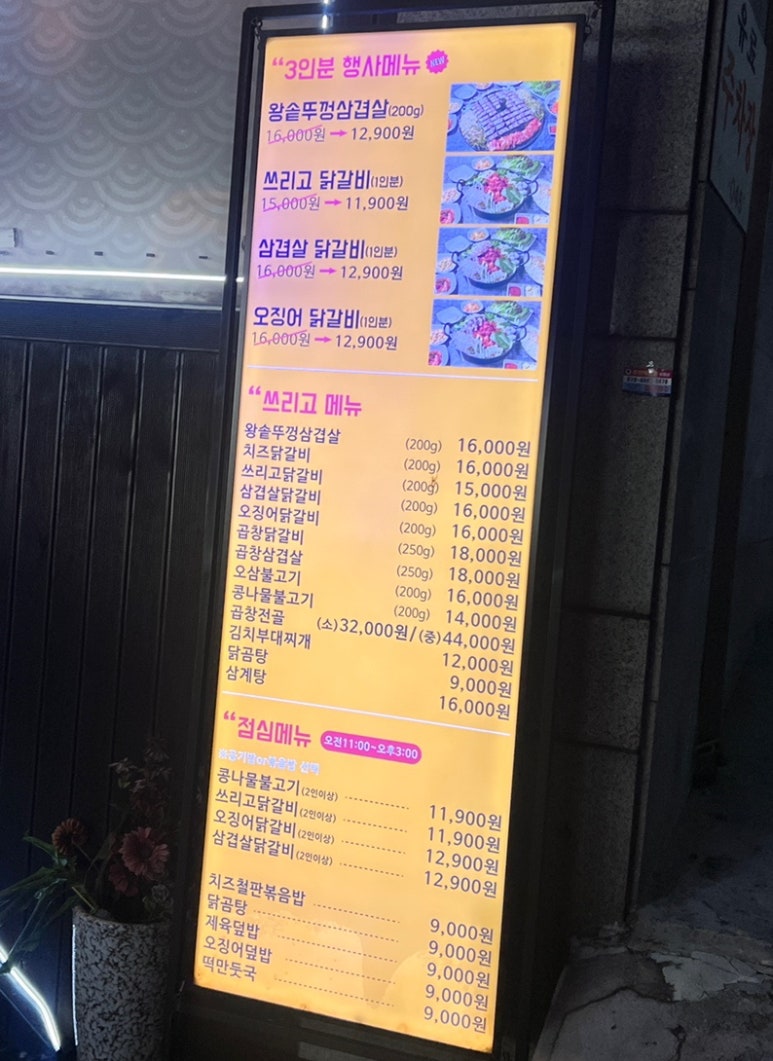 “3인분 행사메뉴 NEW
왕솥뚜껑삼겹살(200g)
16,000원 → 12,900원
쓰리고 닭갈비(1인분)
15,000원 → 11,900원
삼겹살 닭갈비(1인분)
16,000원 → 12,900원
오징어 닭갈비(1인분)
16,000원 → 12,900원
“쓰리고 메뉴
왕솥뚜껑삼겹살 (200g) 16,000원
치즈닭갈비 (200g) 16,000원
쓰리고닭갈비 (200g) 15,000원
삼겹살닭갈비 (200g) 16,000원
오징어닭갈비 (200g) 16,000원
곱창닭갈비 (250g) 18,000원
곱창삼겹살 (250g) 18,000원
오삼불고기 (200g) 16,000원
콩나물불고기 (200g) 14,000원
곱창전골 (소)32,000원/(중)44,000원
김치부대찌개 12,000원
닭곰탕 9,000원
삼계탕 16,000원
“점심메뉴 오전11:00~오후3:00
※공기밥or볶음밥
콩나물불고기(2인이상) 11,900원
쓰리고닭갈비(2인이상) 11,900원
오징어닭갈비(2인이상) 12,900원
삼겹살닭갈비(2인이상) 12,900원
치즈철판볶음밥 9,000원
닭곰탕 9,000원
제육덮밥 9,000원
오징어덮밥 9,000원
떡만둣국 9,000원
주차장